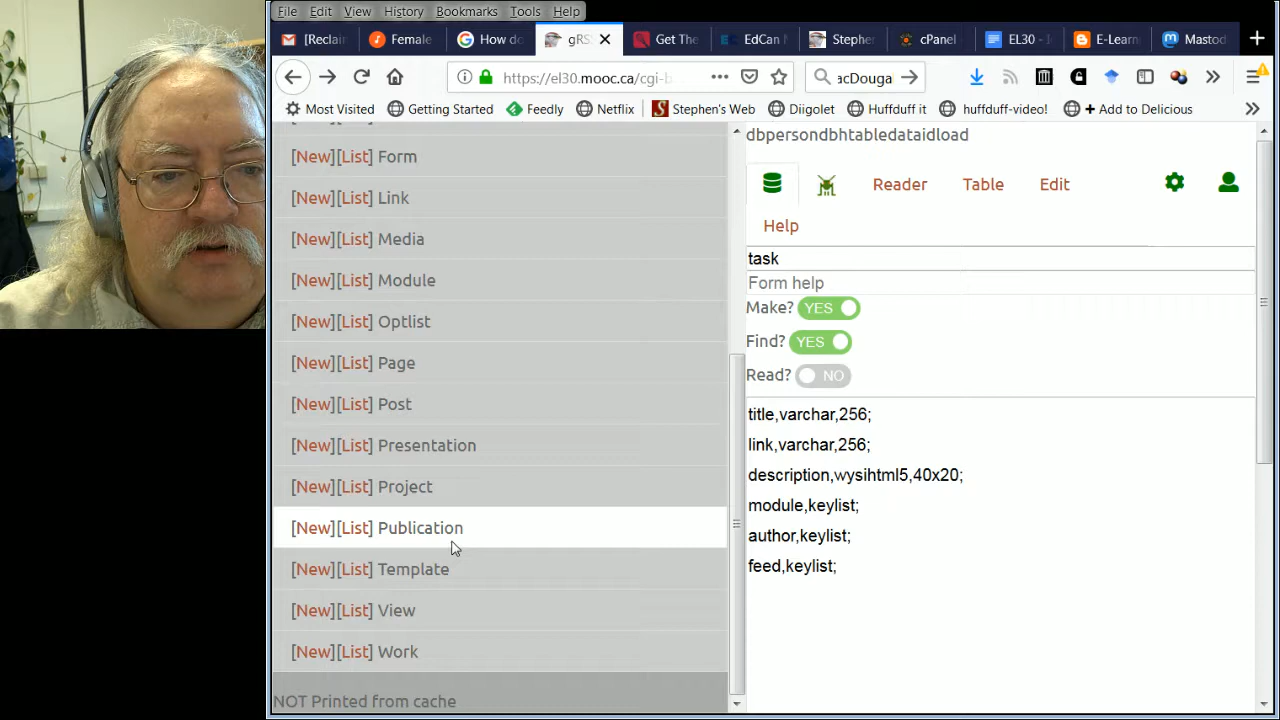 File Edit View History Bookmarks Tools Help
[Reclair Female How do gRS Get The EdCan Stephe cPanel EL30 - E-Learn Mastod
https://el30.mooc.ca/cgi-b acDouga
Most Visited Getting Started Feedly Netflix Stephen's Web Diigolet Huffduff it huffduff-video! + Add to Delicious
[New][List] Form
[New][List] Link
[New][List] Media
[New][List] Module
[New][List] Optlist
[New][List] Page
[New][List] Post
[New][List] Presentation
[New][List] Project
[New][List] Publication
[New][List] Template
[New][List] View
[New][List] Work
NOT Printed from cache
dbpersondbhtabledataidload
Reader Table Edit
Help
task
Form help
Make? YES
Find? YES
Read? NO
title,varchar,256;
link,varchar,256;
description,wysihtml5,40x20;
module,keylist;
author,keylist;
feed,keylist;